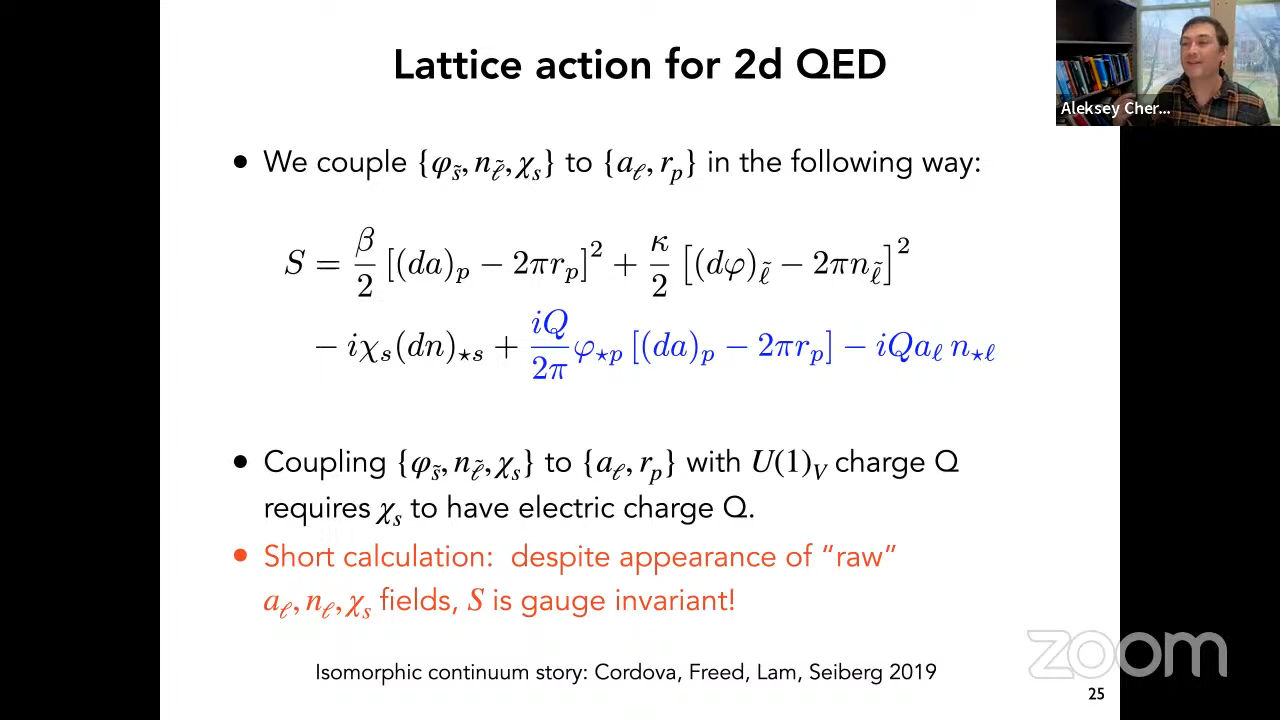 Lattice action for 2d QED
Aleksey Cher...
• We couple {φ_s̃, n_ℓ̃, χ_s} to {a_ℓ, r_p} in the following way:
S = β/2 [(da)_p − 2πr_p]² + κ/2 [(dφ)_ℓ̃ − 2πn_ℓ̃]²
− iχ_s(dn)_⋆s + iQ/2π φ_⋆p [(da)_p − 2πr_p] − iQa_ℓ n_⋆ℓ
• Coupling {φ_s̃, n_ℓ̃, χ_s} to {a_ℓ, r_p} with U(1)_V charge Q
requires χ_s to have electric charge Q.
• Short calculation: despite appearance of “raw”
a_ℓ, n_ℓ, χ_s fields, S is gauge invariant!
Isomorphic continuum story: Cordova, Freed, Lam, Seiberg 2019
zoom
25